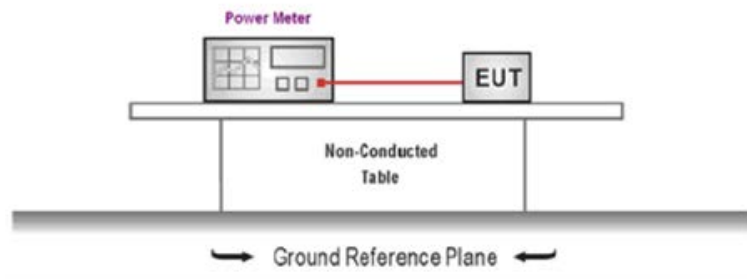 Power Meter
EUT
Non-Conducted
Table
Ground Reference Plane